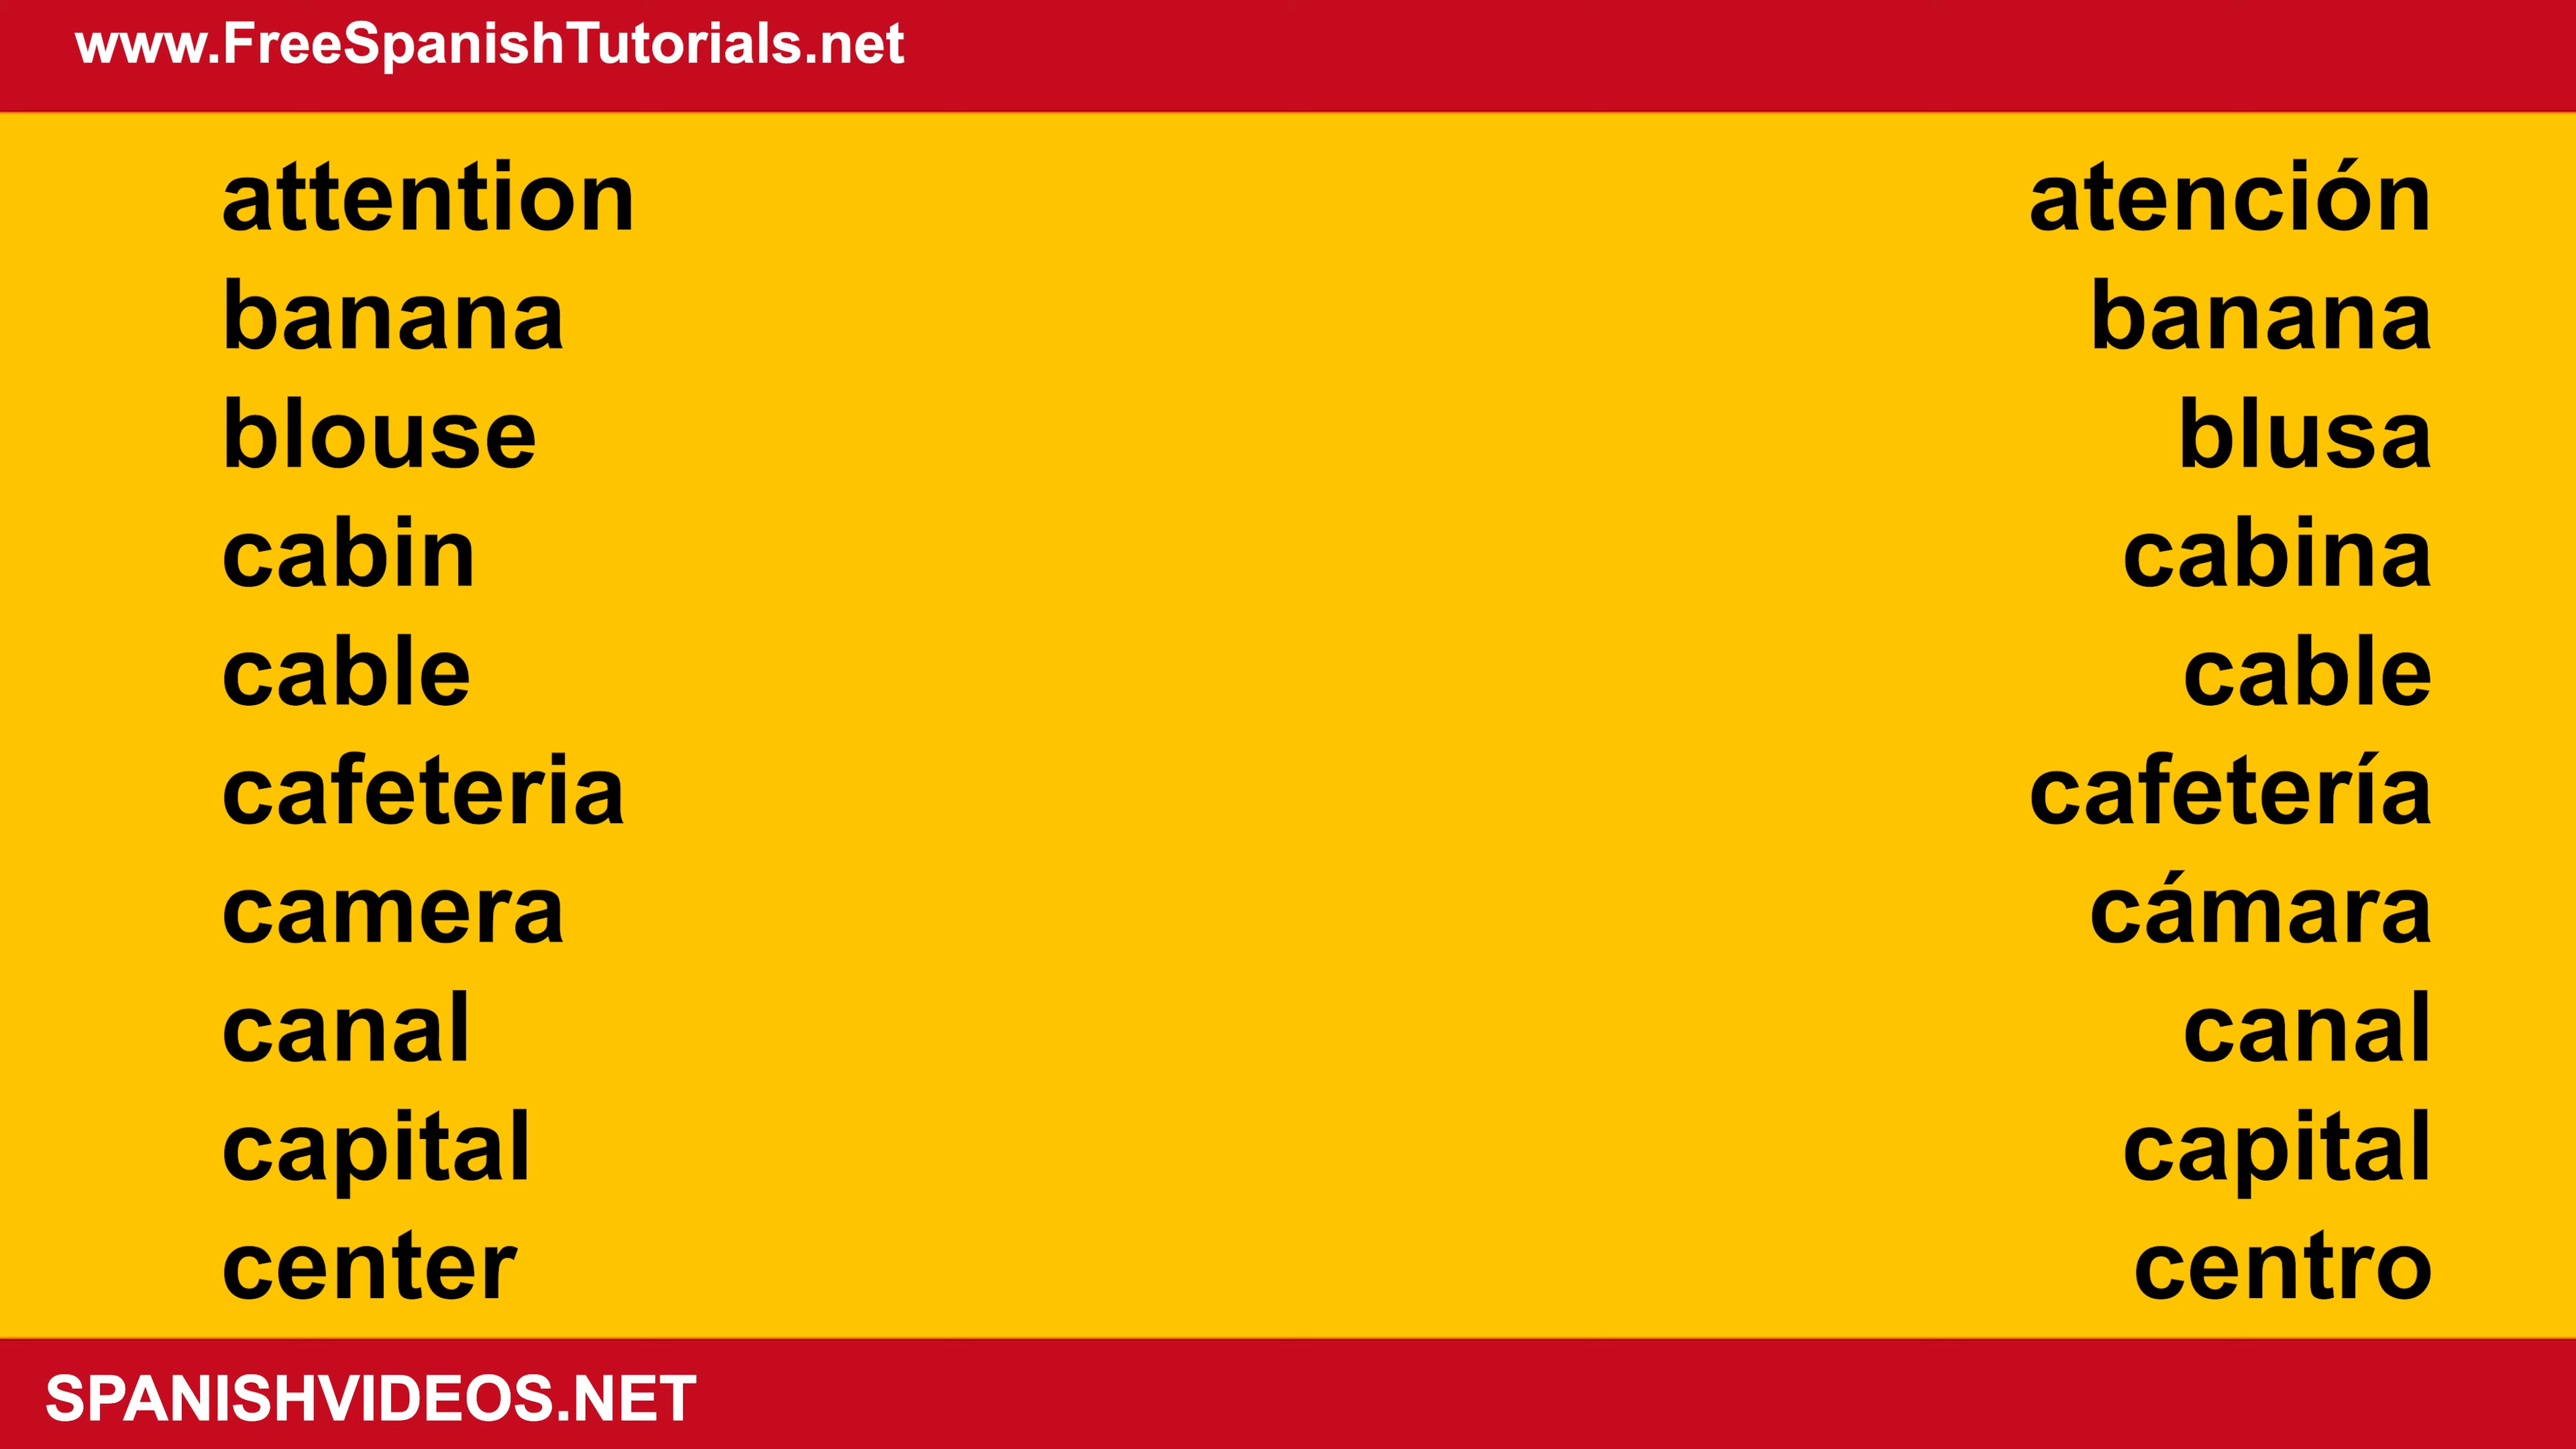 www.FreeSpanishTutorials.net
attention atención
banana banana
blouse blusa
cabin cabina
cable cable
cafeteria cafetería
camera cámara
canal canal
capital capital
center centro
SPANISHVIDEOS.NET